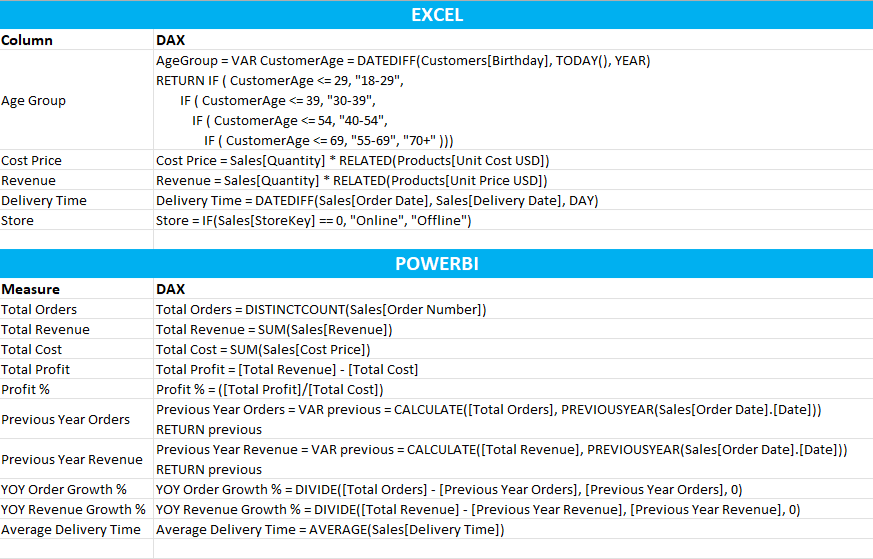 EXCEL
Column DAX
Age Group AgeGroup = VAR CustomerAge = DATEDIFF(Customers[Birthday], TODAY(), YEAR)
RETURN IF ( CustomerAge <= 29, "18-29",
IF ( CustomerAge <= 39, "30-39",
IF ( CustomerAge <= 54, "40-54",
IF ( CustomerAge <= 69, "55-69", "70+" )))
Cost Price Cost Price = Sales[Quantity] * RELATED(Products[Unit Cost USD])
Revenue Revenue = Sales[Quantity] * RELATED(Products[Unit Price USD])
Delivery Time Delivery Time = DATEDIFF(Sales[Order Date], Sales[Delivery Date], DAY)
Store Store = IF(Sales[StoreKey] == 0, "Online", "Offline")
POWERBI
Measure DAX
Total Orders Total Orders = DISTINCTCOUNT(Sales[Order Number])
Total Revenue Total Revenue = SUM(Sales[Revenue])
Total Cost Total Cost = SUM(Sales[Cost Price])
Total Profit Total Profit = [Total Revenue] - [Total Cost]
Profit % Profit % = ([Total Profit]/[Total Cost])
Previous Year Orders Previous Year Orders = VAR previous = CALCULATE([Total Orders], PREVIOUSYEAR(Sales[Order Date].[Date]))
RETURN previous
Previous Year Revenue Previous Year Revenue = VAR previous = CALCULATE([Total Revenue], PREVIOUSYEAR(Sales[Order Date].[Date]))
RETURN previous
YOY Order Growth % YOY Order Growth % = DIVIDE([Total Orders] - [Previous Year Orders], [Previous Year Orders], 0)
YOY Revenue Growth % YOY Revenue Growth % = DIVIDE([Total Revenue] - [Previous Year Revenue], [Previous Year Revenue], 0)
Average Delivery Time Average Delivery Time = AVERAGE(Sales[Delivery Time])